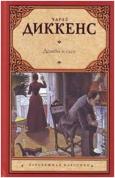 ЧАРЛЗ
ДИККЕНС
Домби и сын
ЗАРУБЕЖНАЯ КЛАССИКА